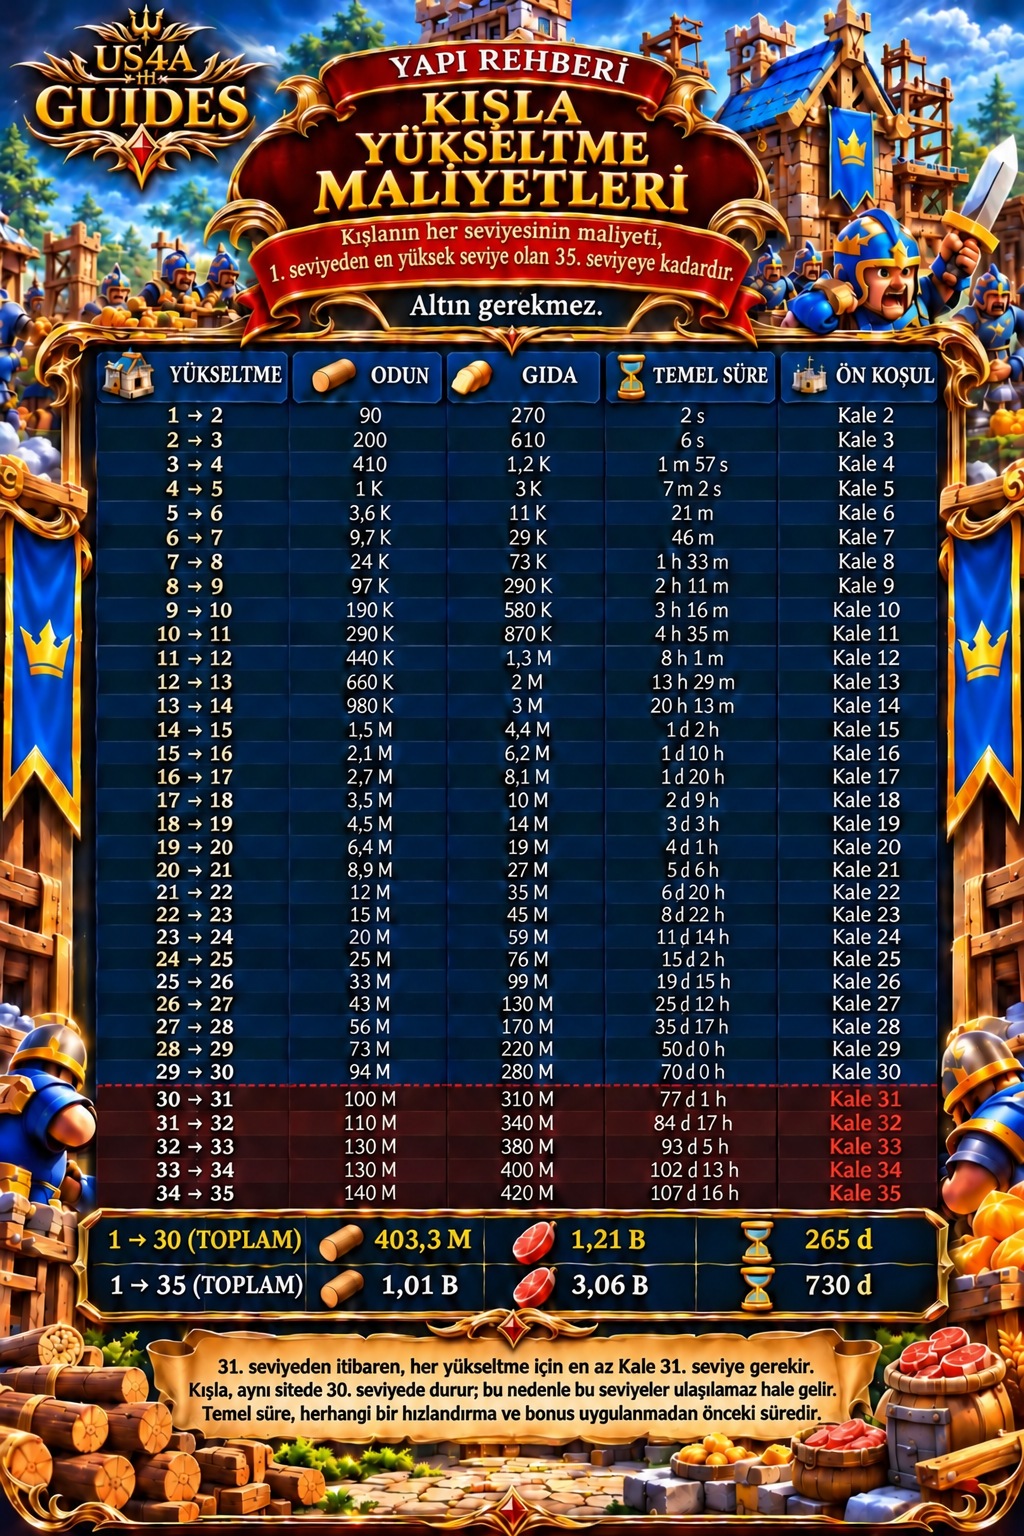 US4A
GUIDES
YAPI REHBERİ
KIŞLA
YÜKSELTME
MALİYETLERİ
Kışlanın her seviyesinin maliyeti,
1. seviyeden en yüksek seviye olan 35. seviyeye kadardır.
Altın gerekmez.
YÜKSELTME ODUN GIDA TEMEL SÜRE ÖN KOŞUL
1 → 2 90 270 2 s Kale 2
2 → 3 200 610 6 s Kale 3
3 → 4 410 1,2 K 1 m 57 s Kale 4
4 → 5 1 K 3 K 7 m 2 s Kale 5
5 → 6 3,6 K 11 K 21 m Kale 6
6 → 7 9,7 K 29 K 46 m Kale 7
7 → 8 24 K 73 K 1 h 33 m Kale 8
8 → 9 97 K 290 K 2 h 11 m Kale 9
9 → 10 190 K 580 K 3 h 16 m Kale 10
10 → 11 290 K 870 K 4 h 35 m Kale 11
11 → 12 440 K 1,3 M 8 h 1 m Kale 12
12 → 13 660 K 2 M 13 h 29 m Kale 13
13 → 14 980 K 3 M 20 h 13 m Kale 14
14 → 15 1,5 M 4,4 M 1 d 2 h Kale 15
15 → 16 2,1 M 6,2 M 1 d 10 h Kale 16
16 → 17 2,7 M 8,1 M 1 d 20 h Kale 17
17 → 18 3,5 M 10 M 2 d 9 h Kale 18
18 → 19 4,5 M 14 M 3 d 3 h Kale 19
19 → 20 6,4 M 19 M 4 d 1 h Kale 20
20 → 21 8,9 M 27 M 5 d 6 h Kale 21
21 → 22 12 M 35 M 6 d 20 h Kale 22
22 → 23 15 M 45 M 8 d 22 h Kale 23
23 → 24 20 M 59 M 11 d 14 h Kale 24
24 → 25 25 M 76 M 15 d 2 h Kale 25
25 → 26 33 M 99 M 19 d 15 h Kale 26
26 → 27 43 M 130 M 25 d 12 h Kale 27
27 → 28 56 M 170 M 35 d 17 h Kale 28
28 → 29 73 M 220 M 50 d 0 h Kale 29
29 → 30 94 M 280 M 70 d 0 h Kale 30
30 → 31 100 M 310 M 77 d 1 h Kale 31
31 → 32 110 M 340 M 84 d 17 h Kale 32
32 → 33 130 M 380 M 93 d 5 h Kale 33
33 → 34 130 M 400 M 102 d 13 h Kale 34
34 → 35 140 M 420 M 107 d 16 h Kale 35
1 → 30 (TOPLAM) 403,3 M 1,21 B 265 d
1 → 35 (TOPLAM) 1,01 B 3,06 B 730 d
31. seviyeden itibaren, her yükseltme için en az Kale 31. seviye gerekir.
Kışla, aynı sitede 30. seviyede durur; bu nedenle bu seviyeler ulaşılamaz hale gelir.
Temel süre, herhangi bir hızlandırma ve bonus uygulanmadan önceki süredir.